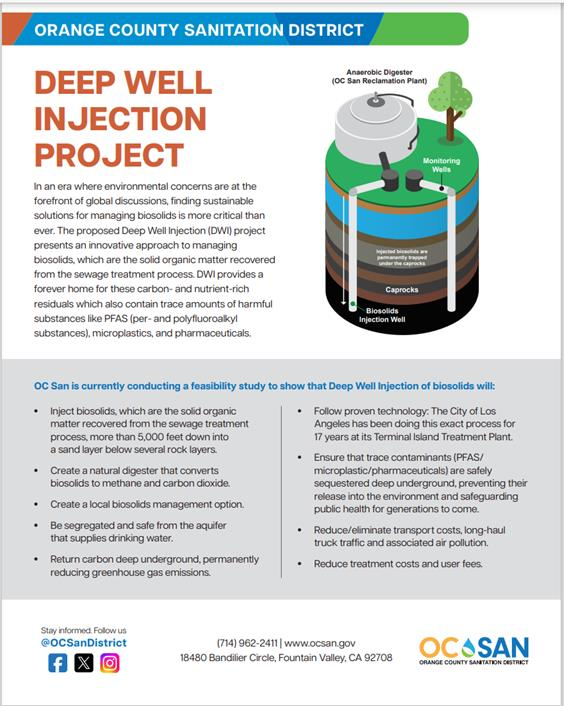 ORANGE COUNTY SANITATION DISTRICT
DEEP WELL
INJECTION
PROJECT
In an era where environmental concerns are at the
forefront of global discussions, finding sustainable
solutions for managing biosolids is more critical than
ever. The proposed Deep Well Injection (DWI) project
presents an innovative approach to managing
biosolids, which are the solid organic matter recovered
from the sewage treatment process. DWI provides a
forever home for these carbon- and nutrient-rich
residuals which also contain trace amounts of harmful
substances like PFAS (per- and polyfluoroalkyl
substances), microplastics, and pharmaceuticals.
Anaerobic Digester
(OC San Reclamation Plant)
Monitoring
Wells
Injected biosolids are
permanently trapped
under the caprocks
Caprocks
Biosolids
Injection Well
OC San is currently conducting a feasibility study to show that Deep Well Injection of biosolids will:
• Inject biosolids, which are the solid organic
matter recovered from the sewage treatment
process, more than 5,000 feet down into
a sand layer below several rock layers.
• Create a natural digester that converts
biosolids to methane and carbon dioxide.
• Create a local biosolids management option.
• Be segregated and safe from the aquifer
that supplies drinking water.
• Return carbon deep underground, permanently
reducing greenhouse gas emissions.
• Follow proven technology: The City of Los
Angeles has been doing this exact process for
17 years at its Terminal Island Treatment Plant.
• Ensure that trace contaminants (PFAS/
microplastic/pharmaceuticals) are safely
sequestered deep underground, preventing their
release into the environment and safeguarding
public health for generations to come.
• Reduce/eliminate transport costs, long-haul
truck traffic and associated air pollution.
• Reduce treatment costs and user fees.
Stay informed. Follow us
@OCSanDistrict
(714) 962-2411 | www.ocsan.gov
18480 Bandilier Circle, Fountain Valley, CA 92708
OC SAN
ORANGE COUNTY SANITATION DISTRICT